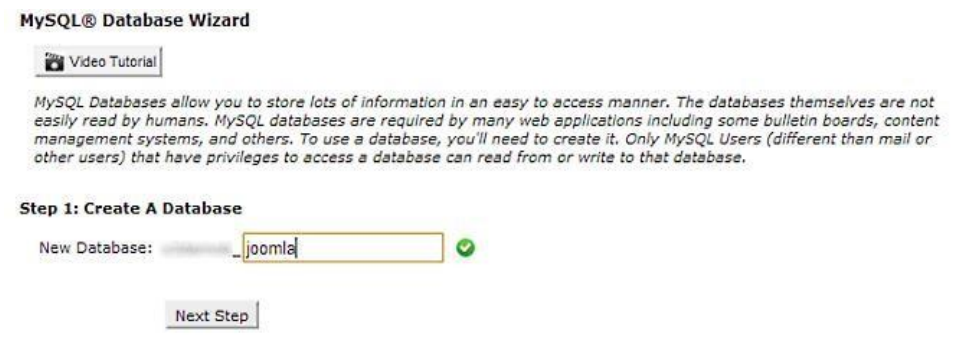 MySQL® Database Wizard
Video Tutorial
MySQL Databases allow you to store lots of information in an easy to access manner. The databases themselves are not
easily read by humans. MySQL databases are required by many web applications including some bulletin boards, content
management systems, and others. To use a database, you'll need to create it. Only MySQL Users (different than mail or
other users) that have privileges to access a database can read from or write to that database.
Step 1: Create A Database
New Database: _ joomla
Next Step